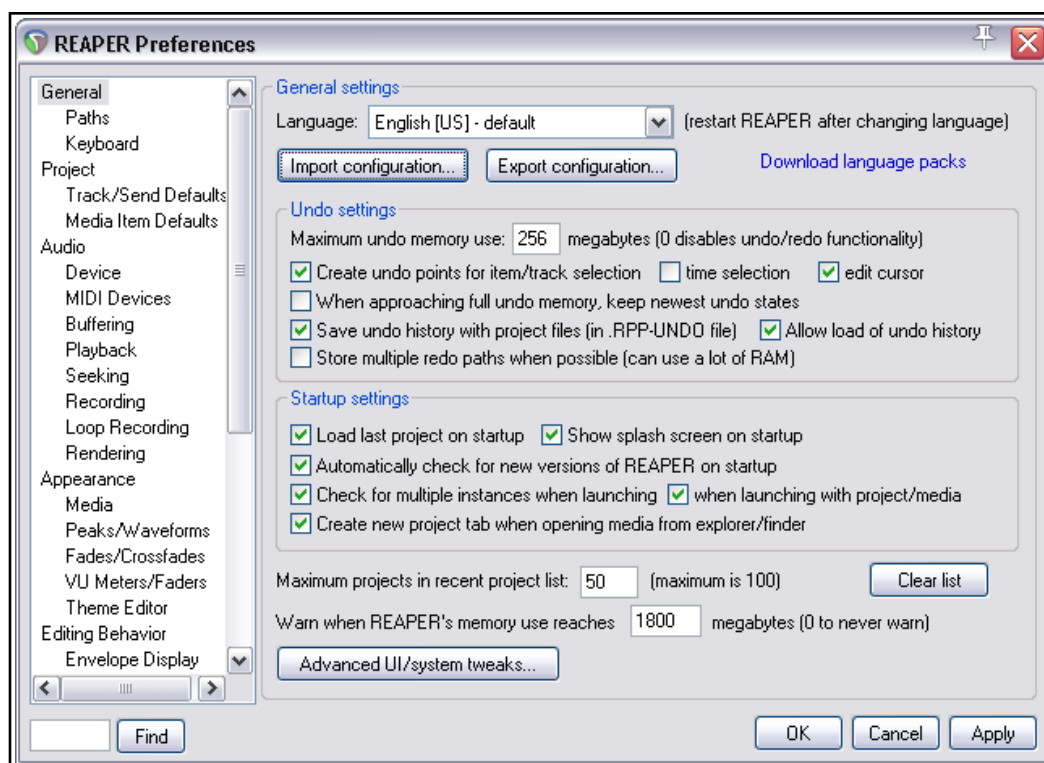 REAPER Preferences
General
Paths
Keyboard
Project
Track/Send Defaults
Media Item Defaults
Audio
Device
MIDI Devices
Buffering
Playback
Seeking
Recording
Loop Recording
Rendering
Appearance
Media
Peaks/Waveforms
Fades/Crossfades
VU Meters/Faders
Theme Editor
Editing Behavior
Envelope Display
Find
General settings
Language: English [US] - default (restart REAPER after changing language)
Import configuration... Export configuration... Download language packs
Undo settings
Maximum undo memory use: 256 megabytes (0 disables undo/redo functionality)
Create undo points for item/track selection time selection edit cursor
When approaching full undo memory, keep newest undo states
Save undo history with project files (in .RPP-UNDO file) Allow load of undo history
Store multiple redo paths when possible (can use a lot of RAM)
Startup settings
Load last project on startup Show splash screen on startup
Automatically check for new versions of REAPER on startup
Check for multiple instances when launching when launching with project/media
Create new project tab when opening media from explorer/finder
Maximum projects in recent project list: 50 (maximum is 100) Clear list
Warn when REAPER's memory use reaches 1800 megabytes (0 to never warn)
Advanced UI/system tweaks...
OK Cancel Apply